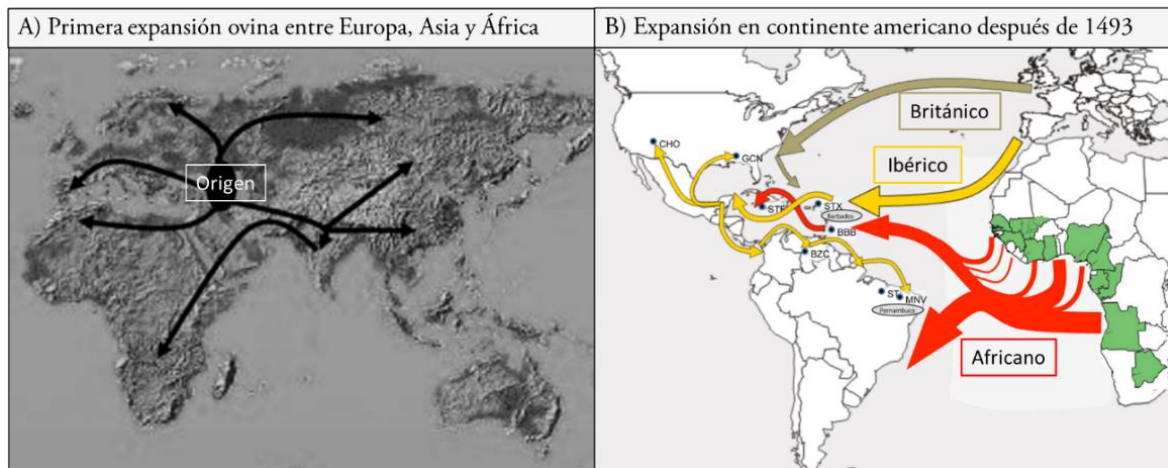 A) Primera expansión ovina entre Europa, Asia y África
Origen
B) Expansión en continente americano después de 1493
Británico
Ibérico
Africano
CHO
GCN
STF
STX
Barbados
BBB
BZC
ST
MNV
Pernambuco